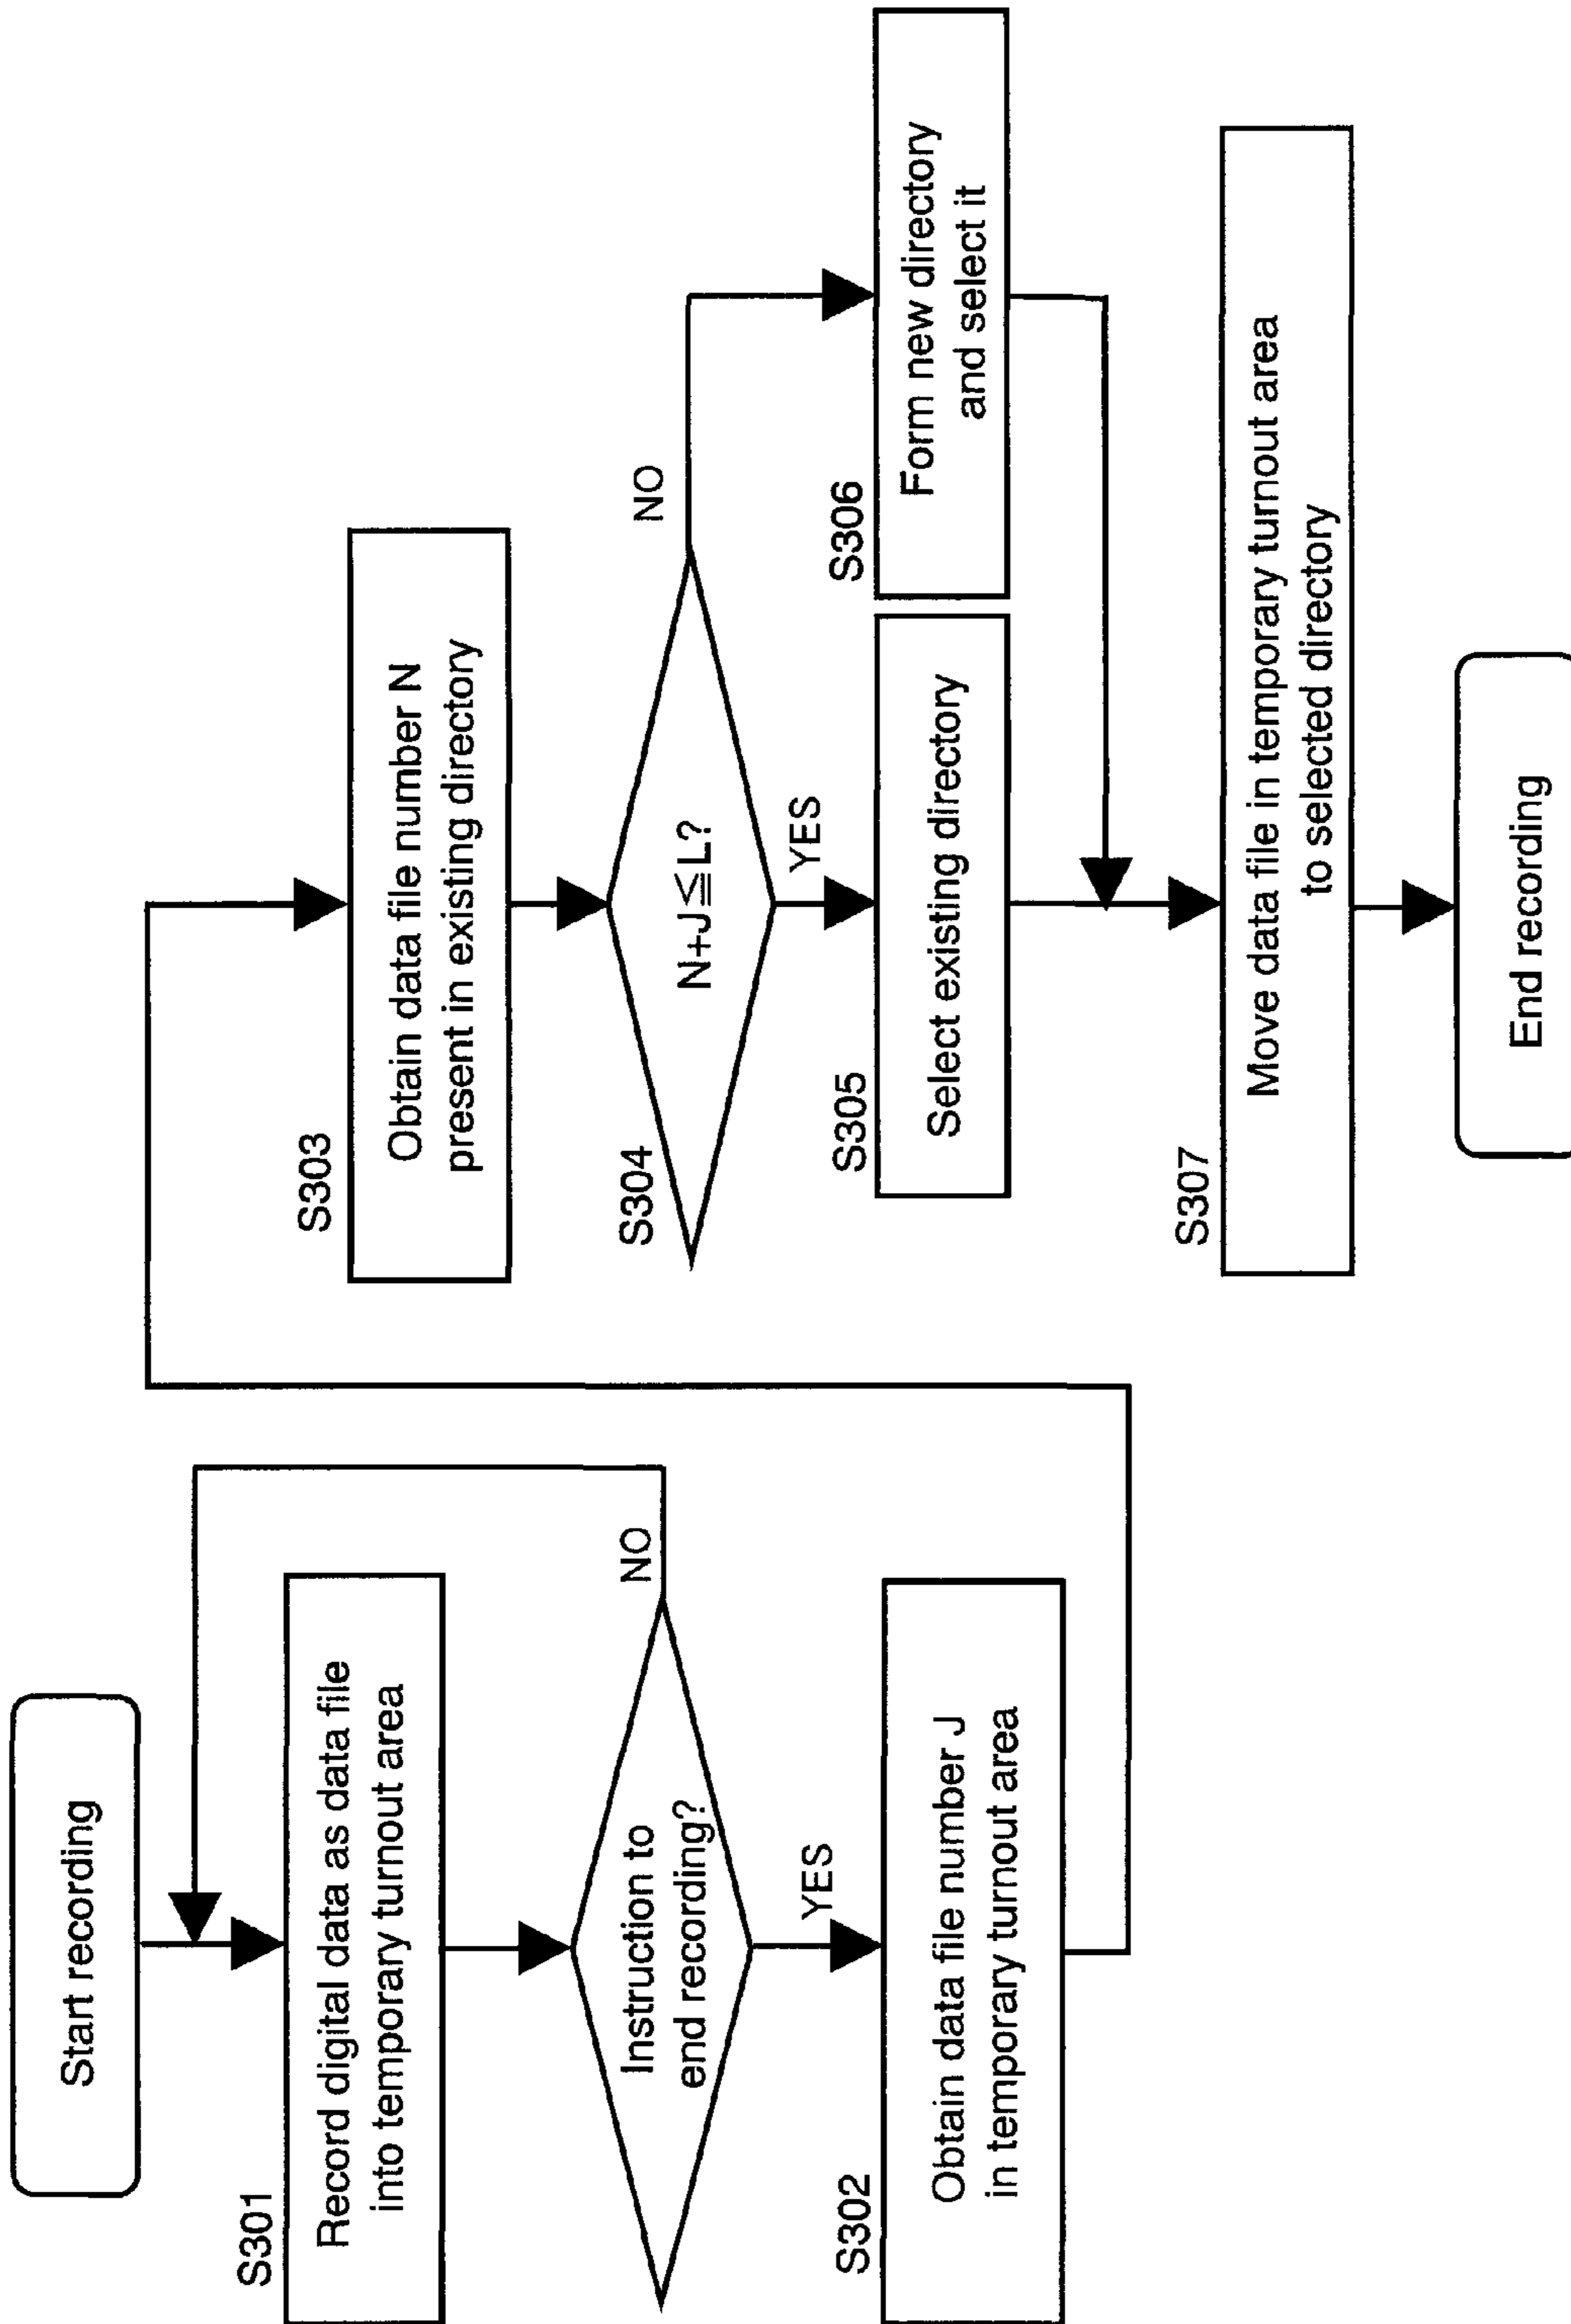 Start recording
S301
Record digital data as data file
into temporary turnout area
Instruction to
end recording?
NO
YES
S302
Obtain data file number J
in temporary turnout area
S303
Obtain data file number N
present in existing directory
S304
N+J≦L?
NO
YES
S305
Select existing directory
S306
Form new directory
and select it
S307
Move data file in temporary turnout area
to selected directory
End recording